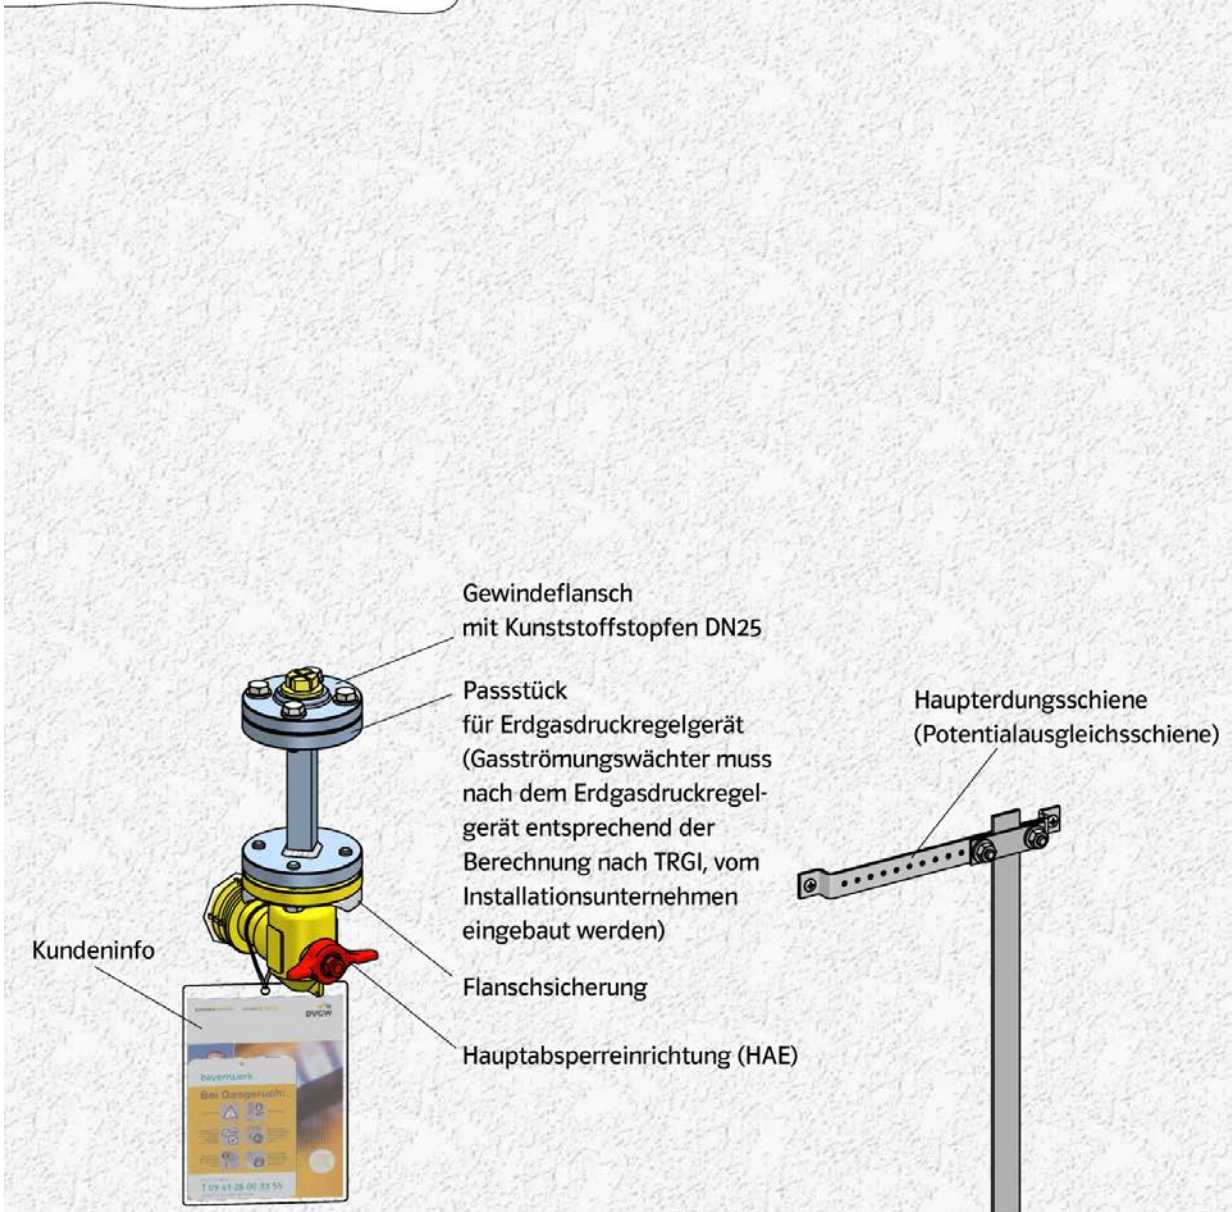 Gewindeflansch
mit Kunststoffstopfen DN25
Passstück
für Erdgasdruckregelgerät
(Gasströmungswächter muss
nach dem Erdgasdruckregel-
gerät entsprechend der
Berechnung nach TRGI, vom
Installationsunternehmen
eingebaut werden)
Haupterdungsschiene
(Potentialausgleichsschiene)
Kundeninfo
Flanschsicherung
Hauptabsperreinrichtung (HAE)
DVGW
bayernwerk
Bei Gasgeruch: